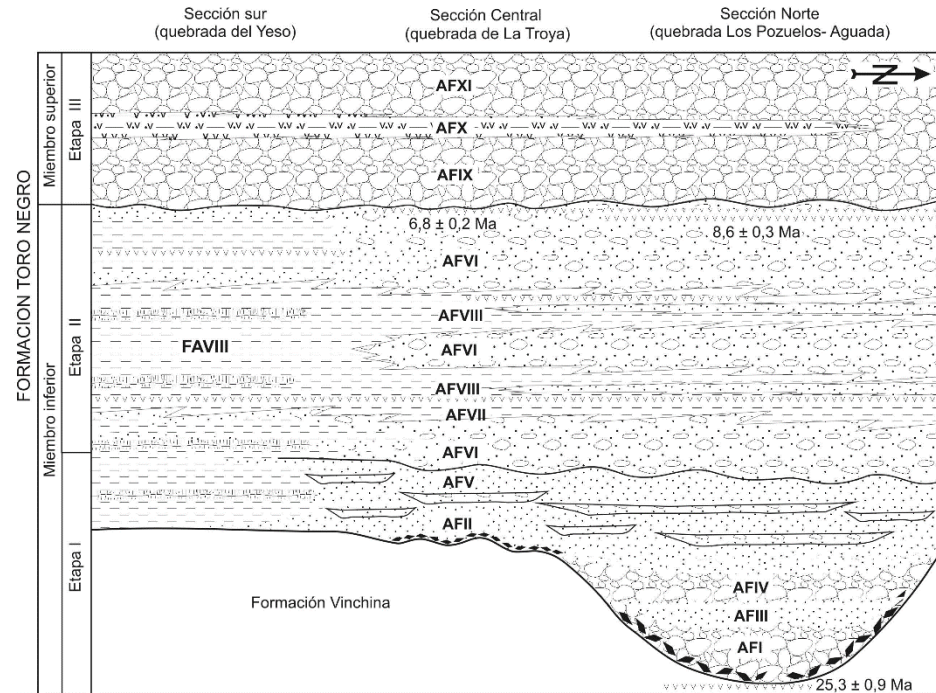 Sección sur
(quebrada del Yeso)
Sección Central
(quebrada de La Troya)
Sección Norte
(quebrada Los Pozuelos- Aguada)
N
FORMACION TORO NEGRO
Miembro superior
Etapa III
AFXI
AFX
AFIX
Miembro inferior
Etapa II
6,8 ± 0,2 Ma
8,6 ± 0,3 Ma
AFVI
AFVIII
FAVIII
AFVI
AFVIII
AFVII
AFVI
Etapa I
AFV
AFII
AFIV
AFIII
AFI
Formación Vinchina
25,3 ± 0,9 Ma